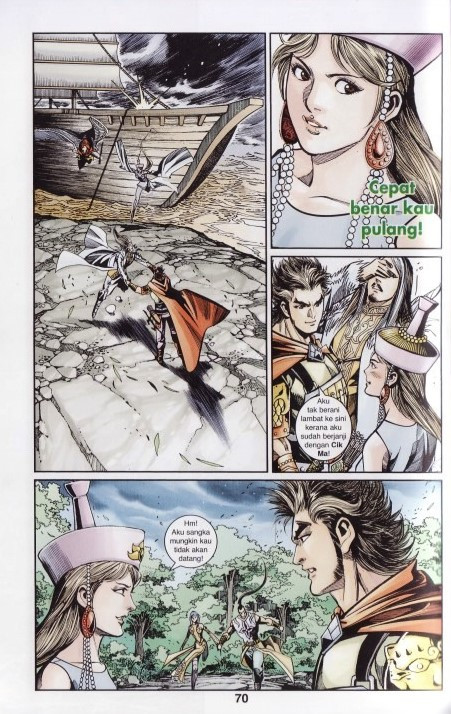 Cepat
benar kau
pulang!
Aku
tak berani
lambat ke sini
kerana aku
sudah berjanji
dengan Cik
Ma!
Hm!
Aku sangka
mungkin kau
tidak akan
datang!
70